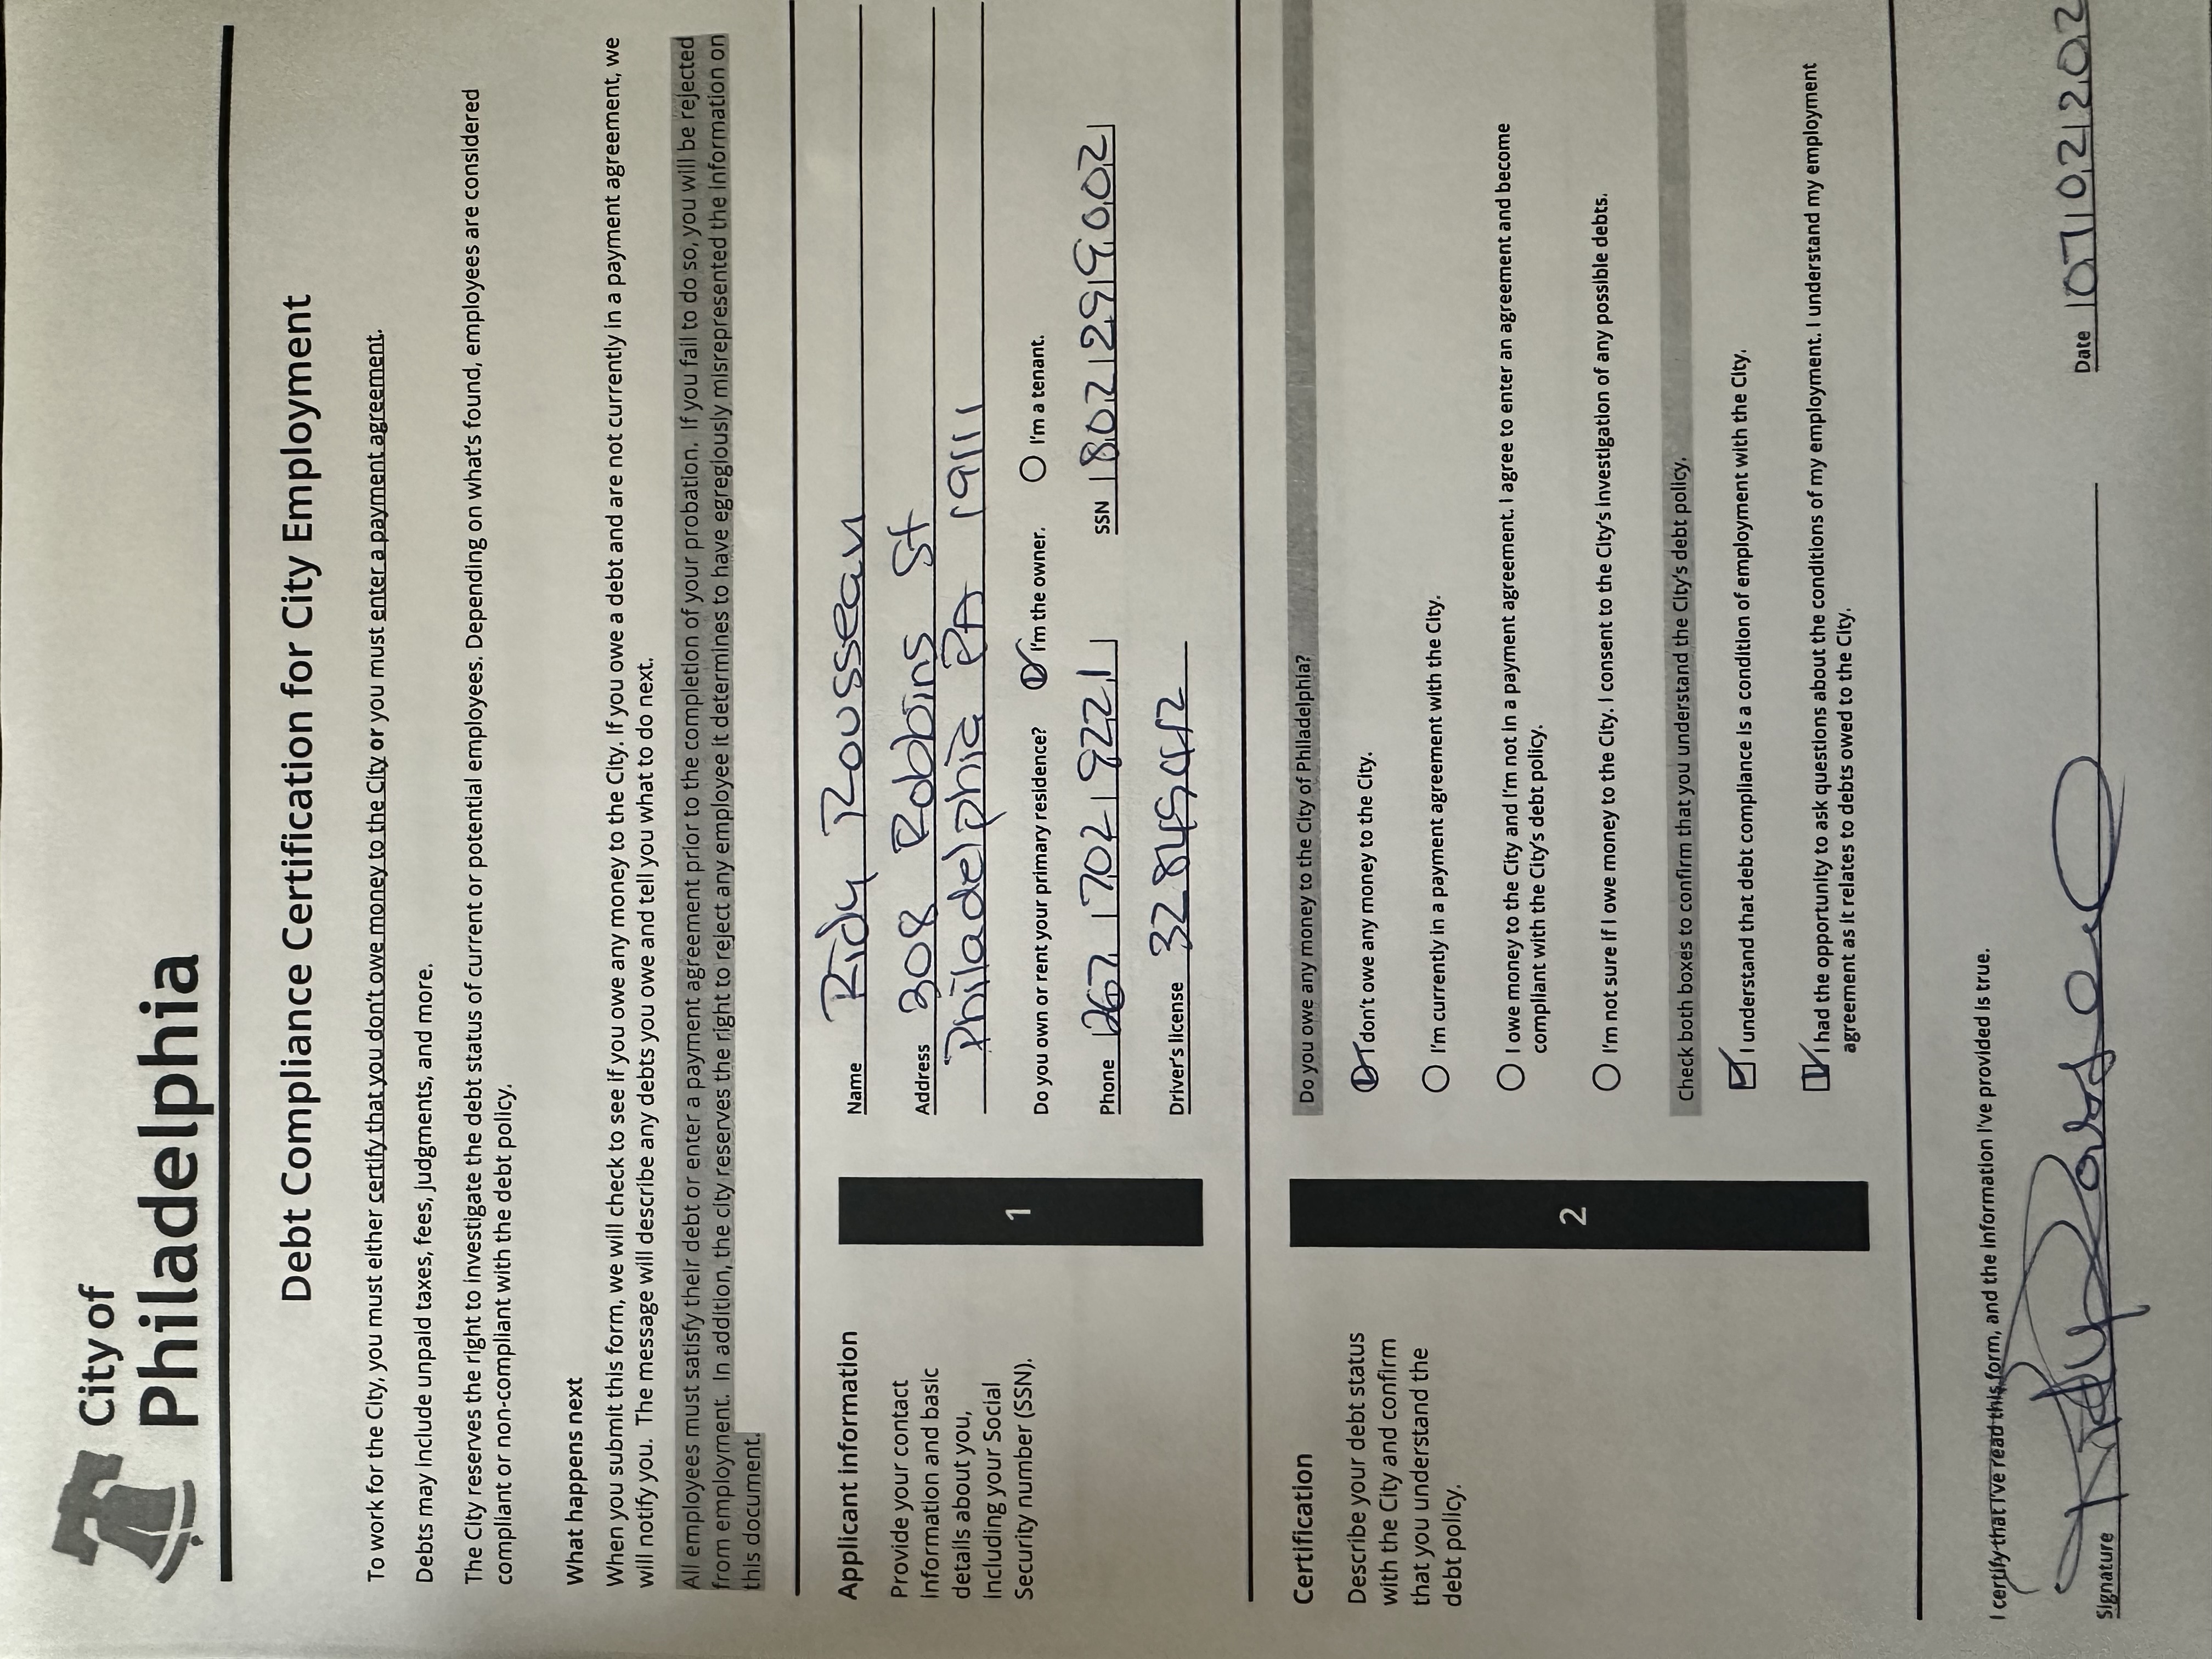 City of
Philadelphia
Debt Compliance Certification for City Employment
To work for the City, you must either certify that you don't owe money to the City or you must enter a payment agreement.
Debts may include unpaid taxes, fees, judgments, and more.
The City reserves the right to investigate the debt status of current or potential employees. Depending on what's found, employees are considered
compliant or non-compliant with the debt policy.
What happens next
When you submit this form, we will check to see if you owe any money to the City. If you owe a debt and are not currently in a payment agreement, we
will notify you. The message will describe any debts you owe and tell you what to do next.
All employees must satisfy their debt or enter a payment agreement prior to the completion of your probation. If you fail to do so, you will be rejected
from employment. In addition, the city reserves the right to reject any employee it determines to have egregiously misrepresented the information on
this document.
Applicant information
Provide your contact
information and basic
details about you,
including your Social
Security number (SSN).
1
Name Ridy Rousseau
Address 308 Robbins St
Philadelphia PA 19111
Do you own or rent your primary residence? I'm the owner. I'm a tenant.
Phone 267 702 9221 SSN 802 29 9002
Driver's license
Certification
Describe your debt status
with the City and confirm
that you understand the
debt policy.
2
Do you owe any money to the City of Philadelphia?
I don't owe any money to the City.
I'm currently in a payment agreement with the City.
I owe money to the City and I'm not in a payment agreement. I agree to enter an agreement and become
compliant with the City's debt policy.
I'm not sure if I owe money to the City. I consent to the City's investigation of any possible debts.
Check both boxes to confirm that you understand the City's debt policy.
I understand that debt compliance is a condition of employment with the City.
I had the opportunity to ask questions about the conditions of my employment. I understand my employment
agreement as it relates to debts owed to the City.
I certify that I've read this form, and the information I've provided is true.
Signature Ridy Rousseau Date 07 02 202